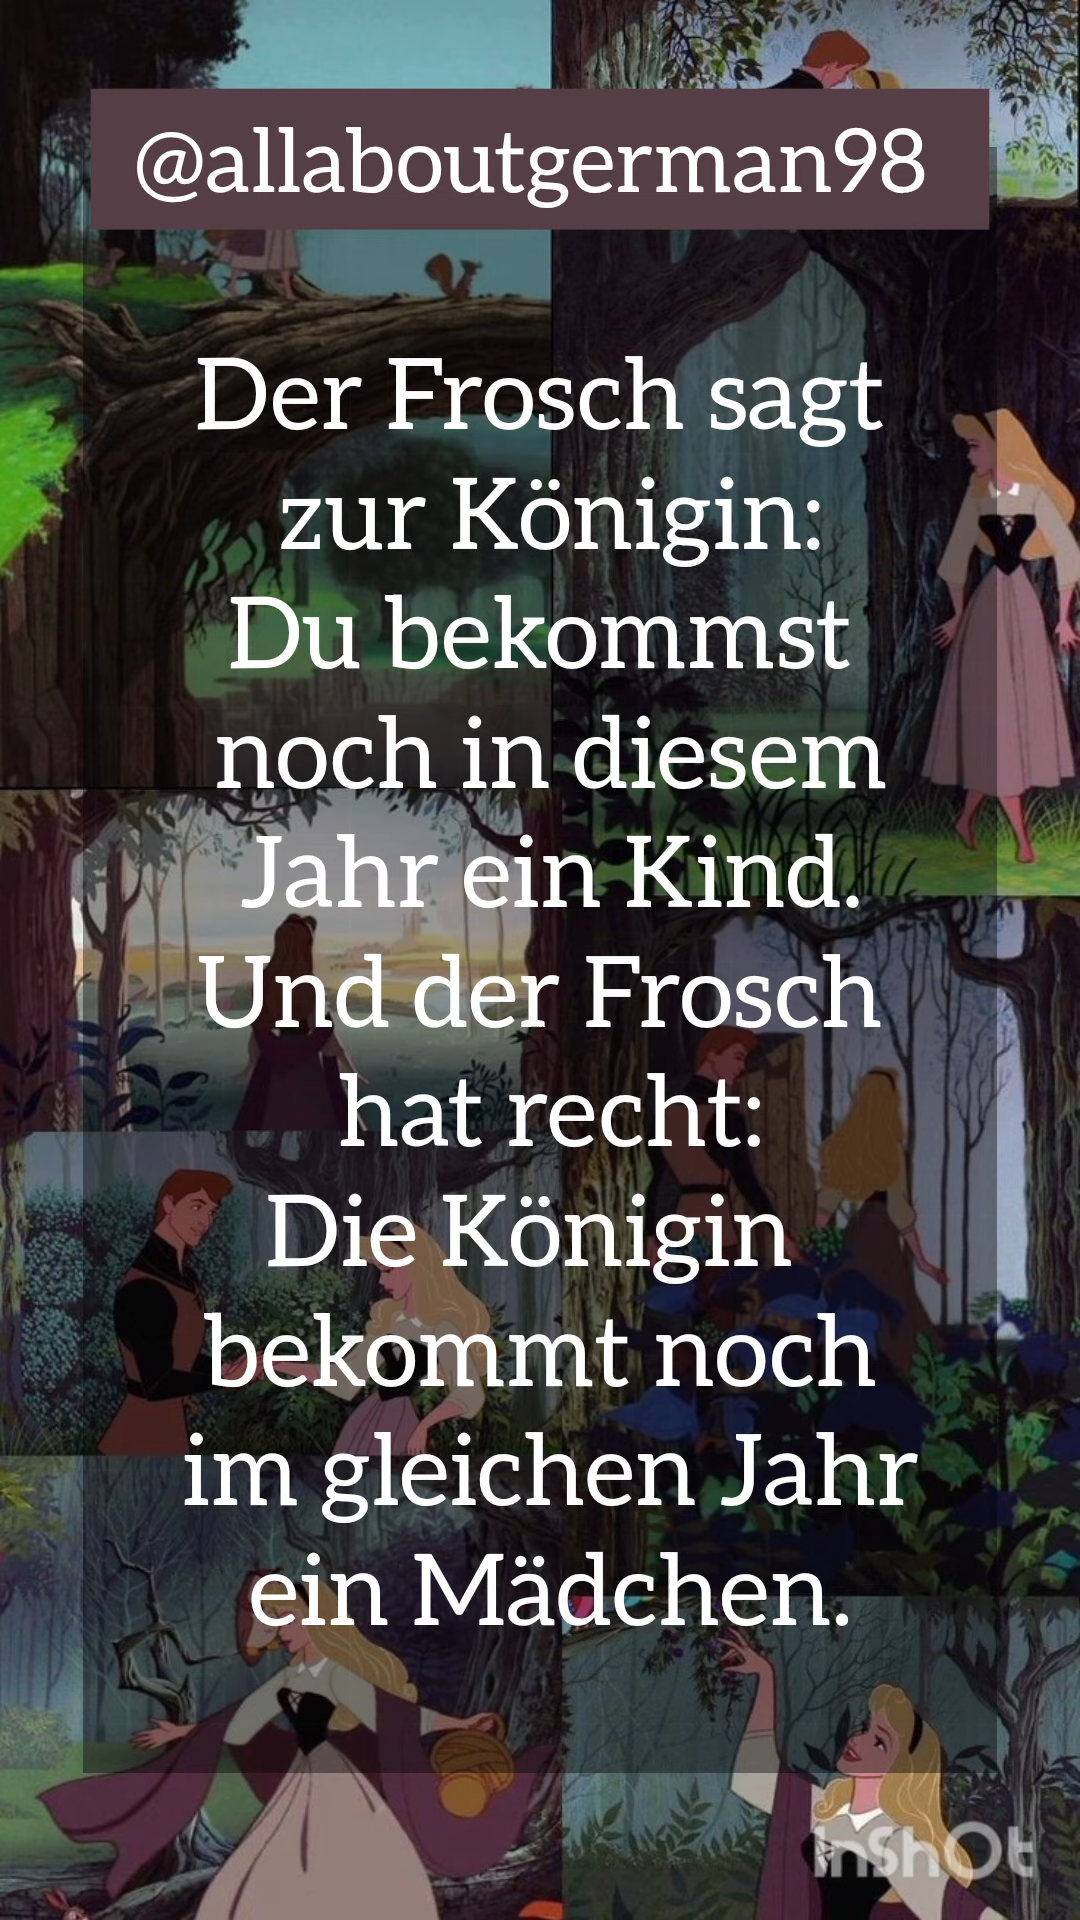 @allaboutgerman98
Der Frosch sagt
zur Königin:
Du bekommst
noch in diesem
Jahr ein Kind.
Und der Frosch
hat recht:
Die Königin
bekommt noch
im gleichen Jahr
ein Mädchen.
InShOt